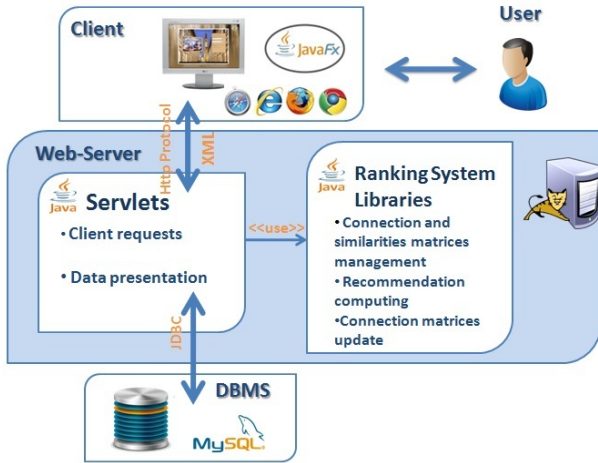 Client
JavaFx
User
Http Protocol
XML
Web-Server
Java
Servlets
• Client requests
• Data presentation
<<use>>
Java
Ranking System
Libraries
• Connection and
similarities matrices
management
• Recommendation
computing
•Connection matrices
update
JDBC
DBMS
MySQL®